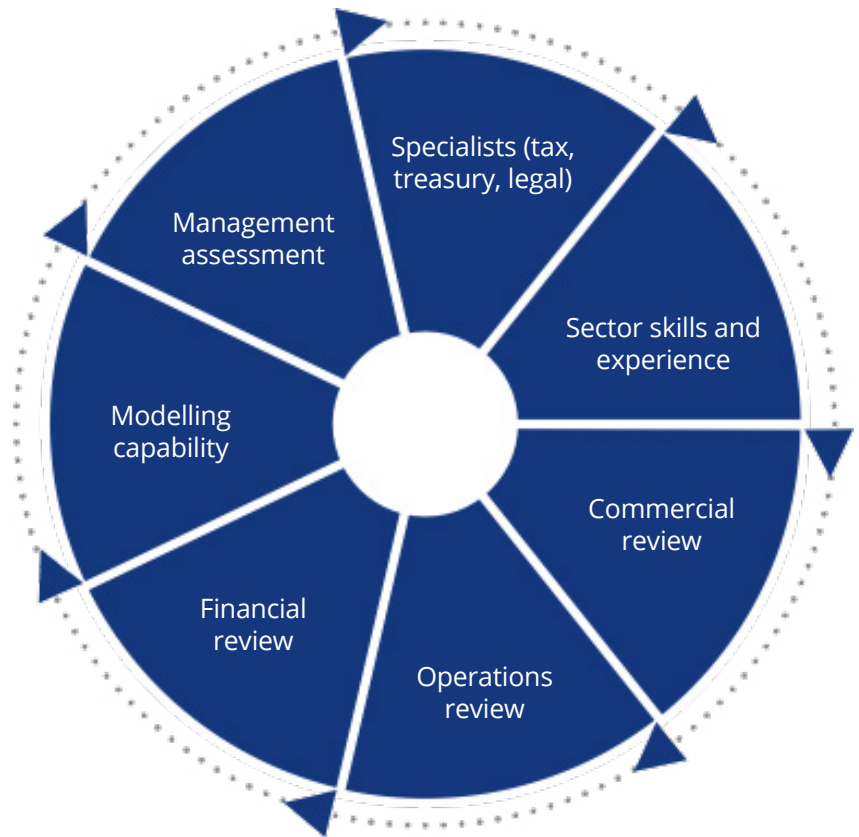 Specialists (tax,
treasury, legal)
Sector skills and
experience
Commercial
review
Operations
review
Financial
review
Modelling
capability
Management
assessment